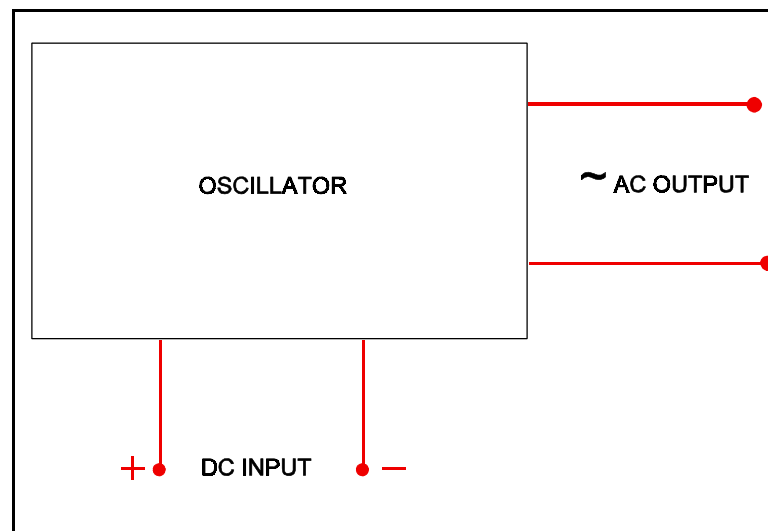 OSCILLATOR
~ AC OUTPUT
+ DC INPUT −